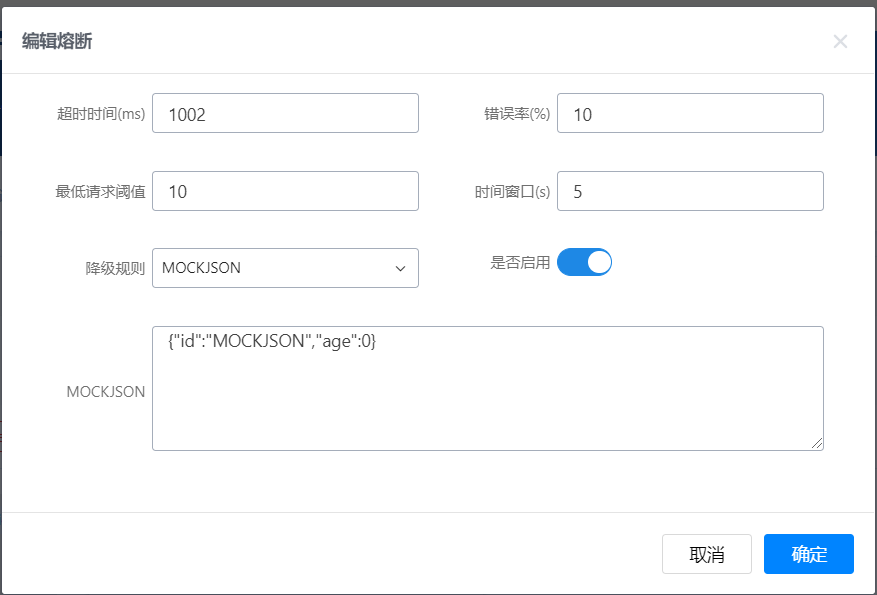 编辑熔断
超时时间(ms) 1002 错误率(%) 10
最低请求阈值 10 时间窗口(s) 5
降级规则 MOCKJSON 是否启用
MOCKJSON {"id":"MOCKJSON","age":0}
取消 确定